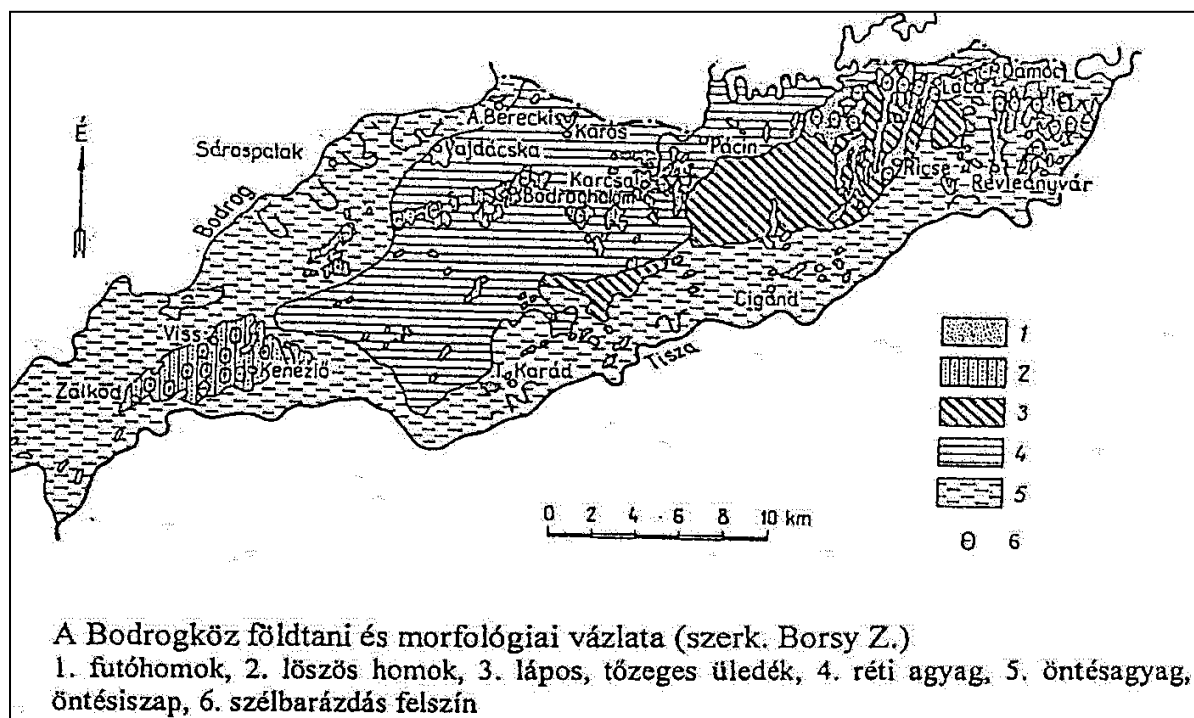 É
Sárospatak
Bodrog
A.Bereckis
Karos
Vajdácska
Pácin
Karcsa
Bodroghalom
Laca
Dámóc
Ricse
Révleányvár
Cigánd
Tisza
T. Karád
Viss
Kenézlő
Zalkod
1
2
3
4
5
6
0 2 4 6 8 10 km
A Bodrogköz földtani és morfológiai vázlata (szerk. Borsy Z.)
1. futóhomok, 2. löszös homok, 3. lápos, tőzeges üledék, 4. réti agyag, 5. öntésagyag,
öntésiszap, 6. szélbarázdás felszín